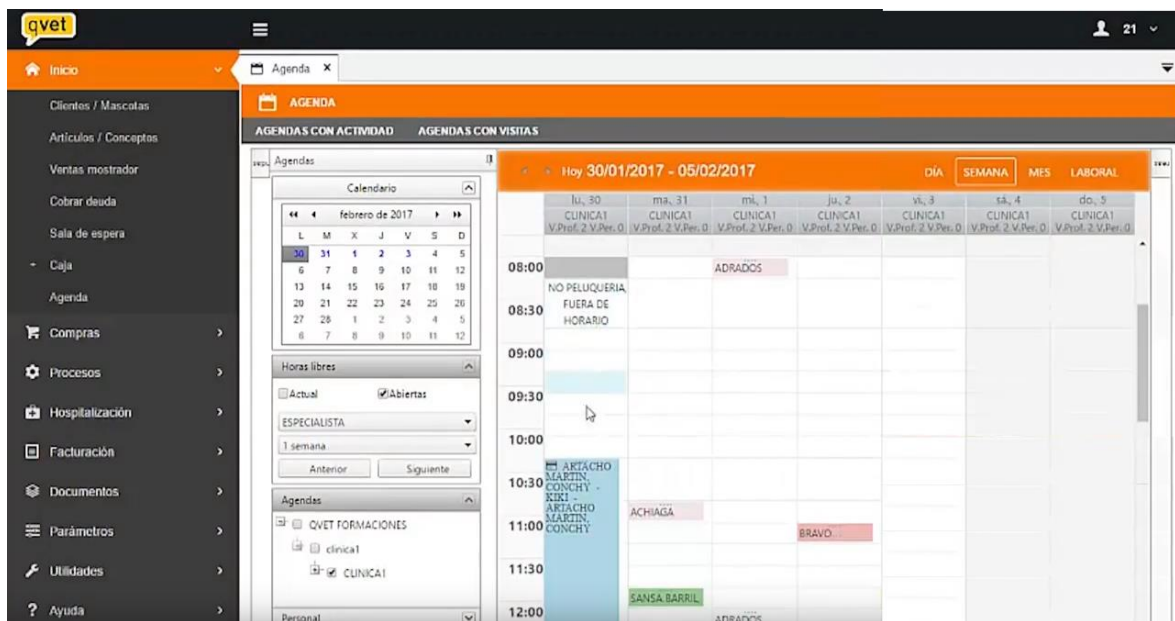 qvet
21
Inicio
Clientes / Mascotas
Artículos / Conceptos
Ventas mostrador
Cobrar deuda
Sala de espera
- Caja
Agenda
Compras
Procesos
Hospitalización
Facturación
Documentos
Parámetros
Utilidades
? Ayuda
Agenda ×
AGENDA
AGENDAS CON ACTIVIDAD AGENDAS CON VISITAS
Agendas
Calendario
febrero de 2017
L M X J V S D
30 31 1 2 3 4 5
6 7 8 9 10 11 12
13 14 15 16 17 18 19
20 21 22 23 24 25 26
27 28 1 2 3 4 5
6 7 8 9 10 11 12
Horas libres
Actual Abiertas
ESPECIALISTA
1 semana
Anterior Siguiente
Agendas
QVET FORMACIONES
clinica1
CLINICA1
Personal
Hoy 30/01/2017 - 05/02/2017 DÍA SEMANA MES LABORAL
lu., 30 ma., 31 mi., 1 ju., 2 vi., 3 sá., 4 do., 5
CLINICA1 CLINICA1 CLINICA1 CLINICA1 CLINICA1 CLINICA1 CLINICA1
V.Prof. 2 V.Per. 0 V.Prof. 2 V.Per. 0 V.Prof. 2 V.Per. 0 V.Prof. 2 V.Per. 0 V.Prof. 2 V.Per. 0 V.Prof. 2 V.Per. 0 V.Prof. 2 V.Per. 0
08:00 ADRADOS
NO PELUQUERIA,
08:30 FUERA DE
HORARIO
09:00
09:30
10:00
ARTACHO
10:30 MARTIN,
CONCHY -
KIKI -
ARTACHO ACHIAGA
MARTIN,
11:00 CONCHY BRAVO...
11:30
SANSA.BARRIL,
12:00 ADRADOS